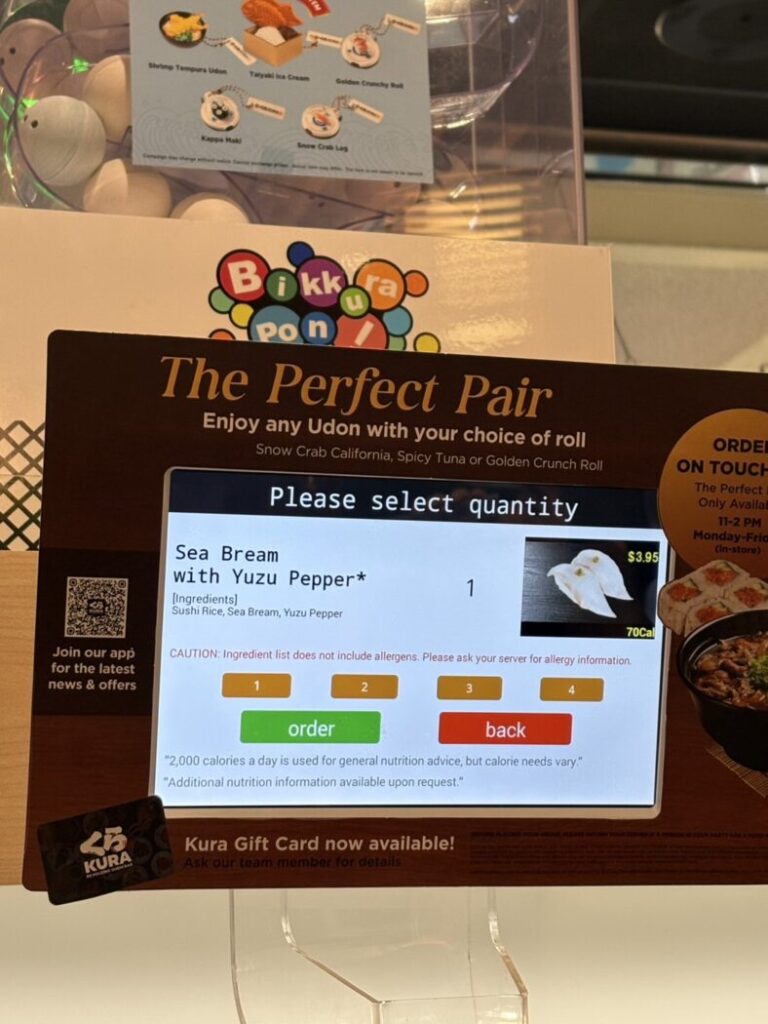 Shrimp Tempura Udon
Taiyaki Ice Cream
Golden Crunchy Roll
Kappa Maki
Snow Crab Leg
Bikkura
Pon!
The Perfect Pair
Enjoy any Udon with your choice of roll
Snow Crab California, Spicy Tuna or Golden Crunch Roll
ORDER
ON TOUCH
The Perfect
Only Availab
11-2 PM
Monday-Frid
(In-store)
Please select quantity
Sea Bream
with Yuzu Pepper*
1
$3.95
70Cal
[Ingredients]
Sushi Rice, Sea Bream, Yuzu Pepper
CAUTION: Ingredient list does not include allergens. Please ask your server for allergy information.
1 2 3 4
order back
"2,000 calories a day is used for general nutrition advice, but calorie needs vary."
"Additional nutrition information available upon request."
Join our app
for the latest
news & offers
くら
KURA
Kura Gift Card now available!
Ask our team member for details